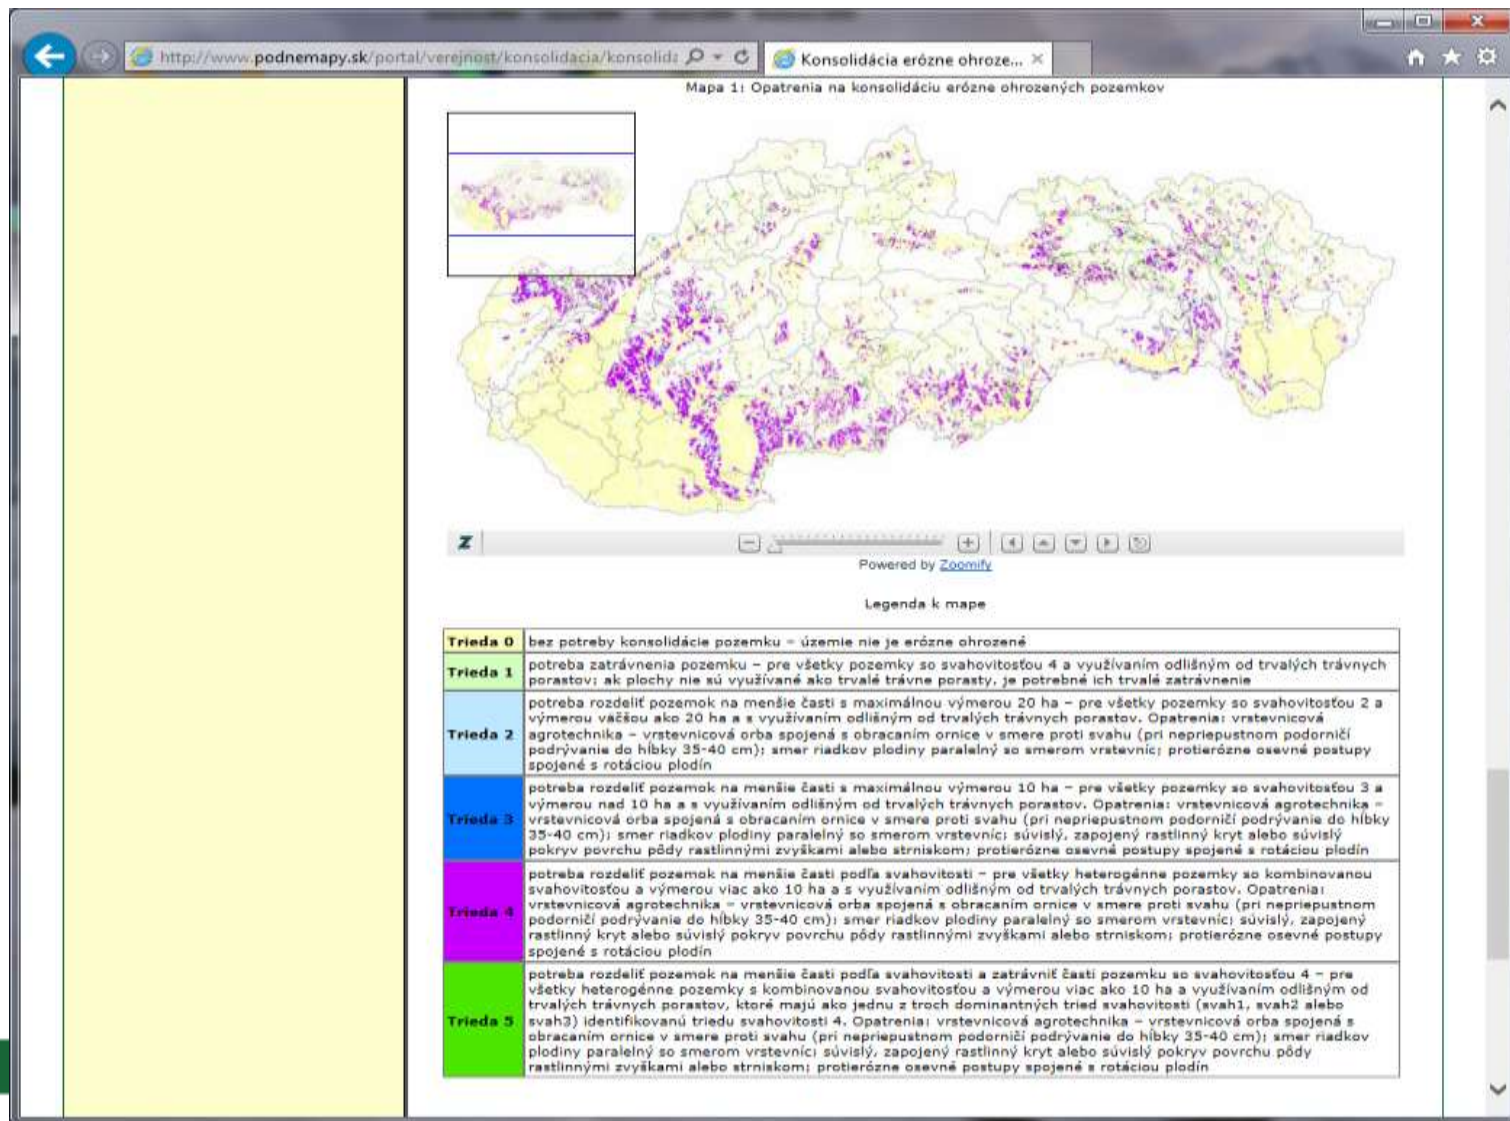 http://www.podnemapy.sk/portal/verejnost/konsolidacia/konsolida
Konsolidácia erózne ohroze...
Mapa 1: Opatrenia na konsolidáciu erózne ohrozených pozemkov
Z
Powered by Zoomify
Legenda k mape
Trieda 0 bez potreby konsolidácie pozemku – územie nie je erózne ohrozené
Trieda 1
potreba zatrávnenia pozemku – pre všetky pozemky so svahovitosťou 4 a využívaním odlišným od trvalých trávnych
porastov; ak plochy nie sú využívané ako trvalé trávne porasty, je potrebné ich trvalé zatrávnenie
Trieda 2
potreba rozdeliť pozemok na menšie časti s maximálnou výmerou 20 ha – pre všetky pozemky so svahovitosťou 2 a
výmerou väčšou ako 20 ha a s využívaním odlišným od trvalých trávnych porastov. Opatrenia: vrstevnicová
agrotechnika – vrstevnicová orba spojená s obracaním ornice v smere proti svahu (pri nepriepustnom podorničí
podrývanie do hĺbky 35-40 cm); smer riadkov plodiny paralelný so smerom vrstevníc; protierózne osevné postupy
spojené s rotáciou plodín
Trieda 3
potreba rozdeliť pozemok na menšie časti s maximálnou výmerou 10 ha – pre všetky pozemky so svahovitosťou 3 a
výmerou nad 10 ha a s využívaním odlišným od trvalých trávnych porastov. Opatrenia: vrstevnicová agrotechnika –
vrstevnicová orba spojená s obracaním ornice v smere proti svahu (pri nepriepustnom podorničí podrývanie do hĺbky
35-40 cm); smer riadkov plodiny paralelný so smerom vrstevníc; súvislý, zapojený rastlinný kryt alebo súvislý
pokryv povrchu pôdy rastlinnými zvyškami alebo strniskom; protierózne osevné postupy spojené s rotáciou plodín
Trieda 4
potreba rozdeliť pozemok na menšie časti podľa svahovitosti – pre všetky heterogénne pozemky so kombinovanou
svahovitosťou a výmerou viac ako 10 ha a s využívaním odlišným od trvalých trávnych porastov. Opatrenia:
vrstevnicová agrotechnika – vrstevnicová orba spojená s obracaním ornice v smere proti svahu (pri nepriepustnom
podorničí podrývanie do hĺbky 35-40 cm); smer riadkov plodiny paralelný so smerom vrstevníc; súvislý, zapojený
rastlinný kryt alebo súvislý pokryv povrchu pôdy rastlinnými zvyškami alebo strniskom; protierózne osevné postupy
spojené s rotáciou plodín
Trieda 5
potreba rozdeliť pozemok na menšie časti podľa svahovitosti a zatrávniť časti pozemku so svahovitosťou 4 – pre
všetky heterogénne pozemky s kombinovanou svahovitosťou a výmerou viac ako 10 ha a využívaním odlišným od
trvalých trávnych porastov, ktoré majú ako jednu z troch dominantných tried svahovitosti (svah1, svah2 alebo
svah3) identifikovanú triedu svahovitosti 4. Opatrenia: vrstevnicová agrotechnika – vrstevnicová orba spojená s
obracaním ornice v smere proti svahu (pri nepriepustnom podorničí podrývanie do hĺbky 35-40 cm); smer riadkov
plodiny paralelný so smerom vrstevníc; súvislý, zapojený rastlinný kryt alebo súvislý pokryv povrchu pôdy
rastlinnými zvyškami alebo strniskom; protierózne osevné postupy spojené s rotáciou plodín